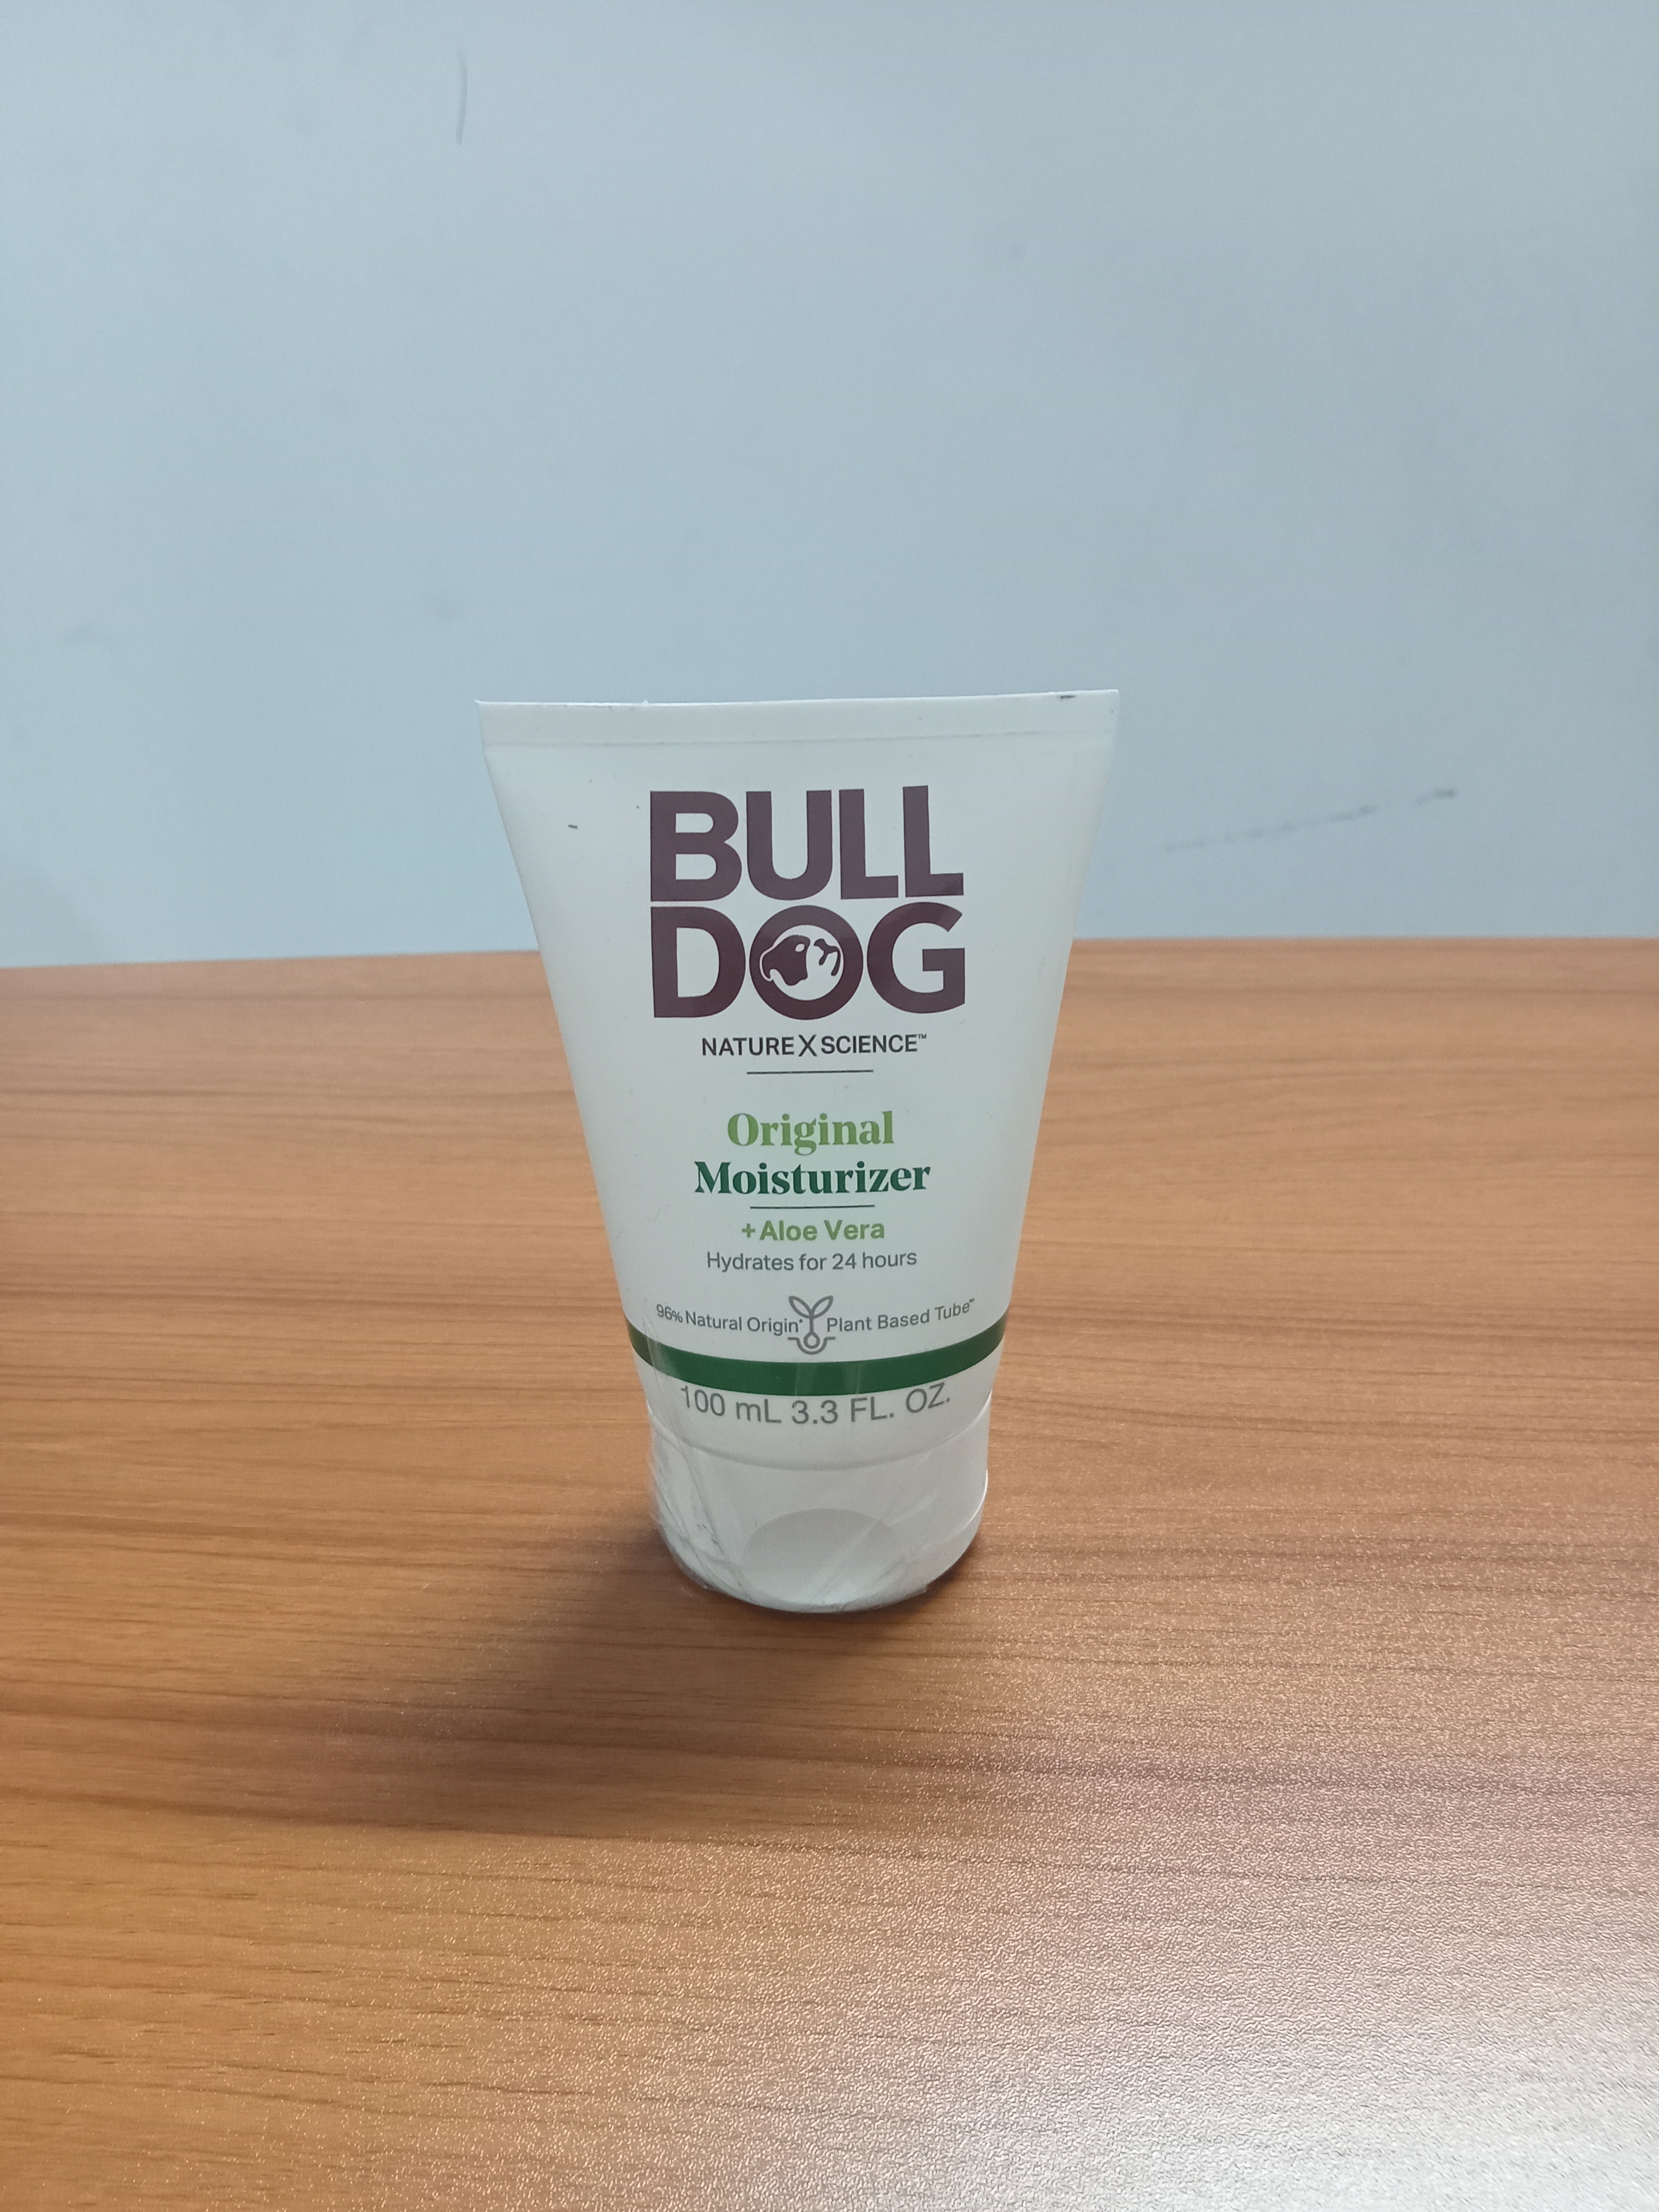 BULL
DOG
NATURE X SCIENCE™
Original
Moisturizer
+Aloe Vera
Hydrates for 24 hours
96% Natural Origin* Plant Based Tube~
100 mL 3.3 FL. OZ.